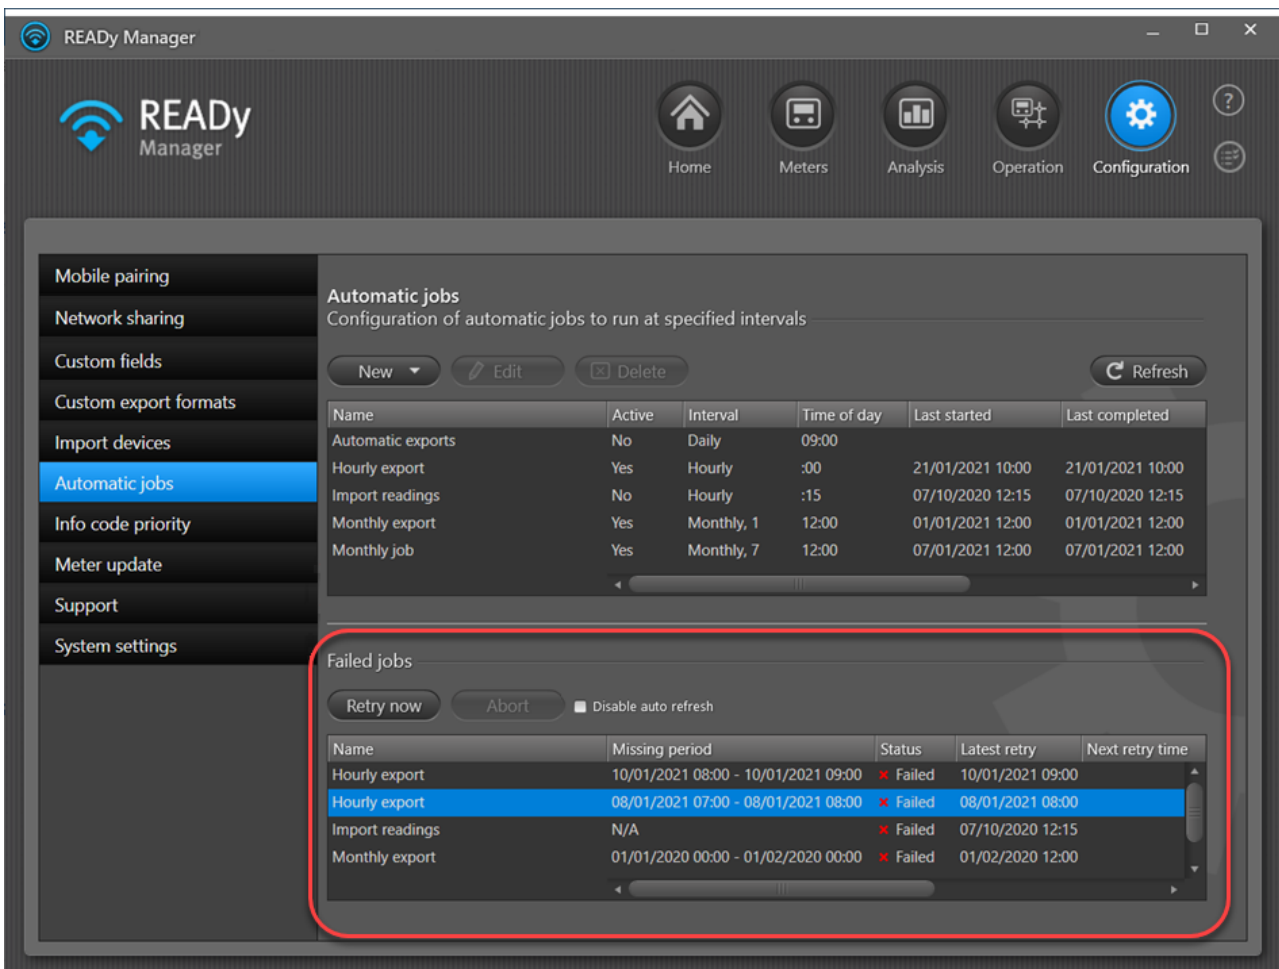 READy Manager
READy
Manager
Home Meters Analysis Operation Configuration
Mobile pairing
Network sharing
Custom fields
Custom export formats
Import devices
Automatic jobs
Info code priority
Meter update
Support
System settings
Automatic jobs
Configuration of automatic jobs to run at specified intervals
New Edit Delete Refresh
Name Active Interval Time of day Last started Last completed
Automatic exports No Daily 09:00
Hourly export Yes Hourly :00 21/01/2021 10:00 21/01/2021 10:00
Import readings No Hourly :15 07/10/2020 12:15 07/10/2020 12:15
Monthly export Yes Monthly, 1 12:00 01/01/2021 12:00 01/01/2021 12:00
Monthly job Yes Monthly, 7 12:00 07/01/2021 12:00 07/01/2021 12:00
Failed jobs
Retry now Abort Disable auto refresh
Name Missing period Status Latest retry Next retry time
Hourly export 10/01/2021 08:00 - 10/01/2021 09:00 Failed 10/01/2021 09:00
Hourly export 08/01/2021 07:00 - 08/01/2021 08:00 Failed 08/01/2021 08:00
Import readings N/A Failed 07/10/2020 12:15
Monthly export 01/01/2020 00:00 - 01/02/2020 00:00 Failed 01/02/2020 12:00